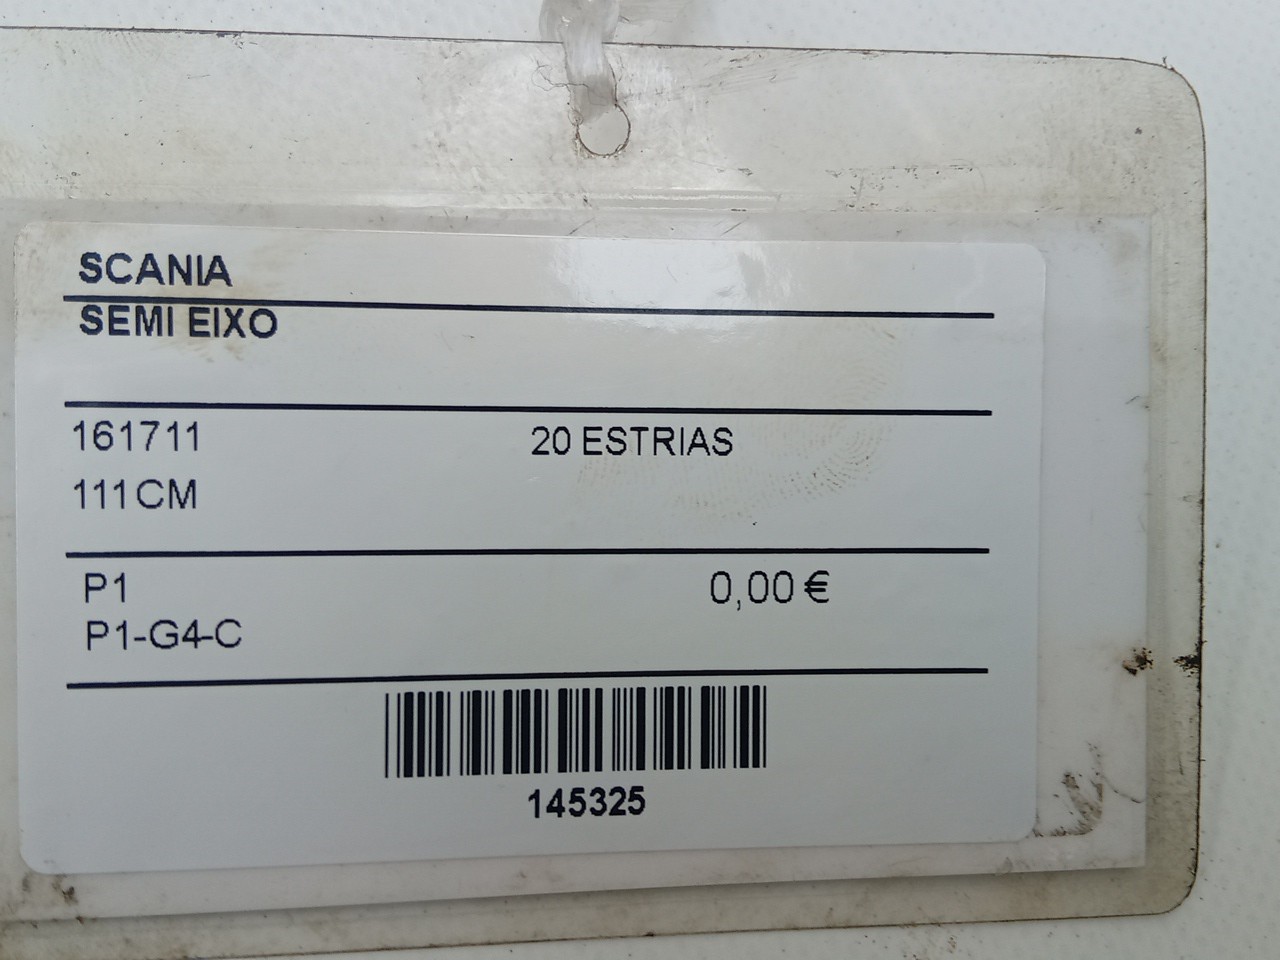 SCANIA
SEMI EIXO
161711 20 ESTRIAS
111CM
P1 0,00 €
P1-G4-C
145325